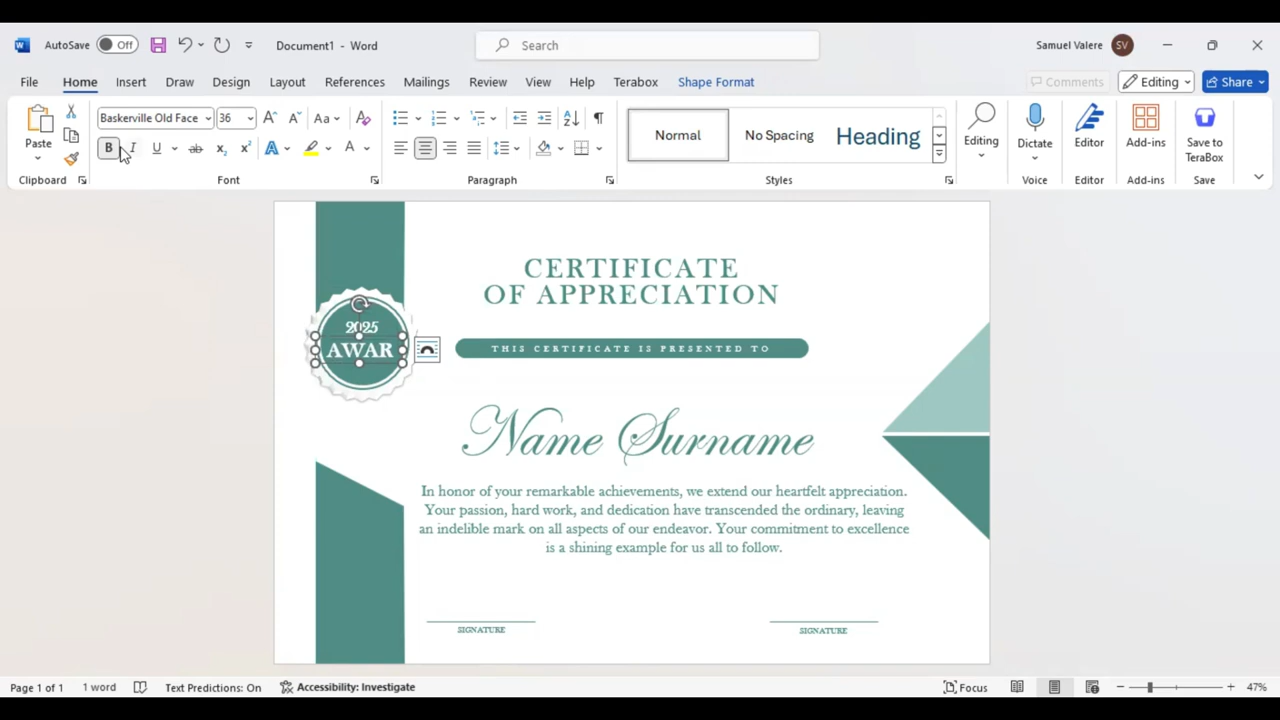 AutoSave Off Document1 - Word Search Samuel Valere SV
File Home Insert Draw Design Layout References Mailings Review View Help Terabox Shape Format Comments Editing Share
Paste Baskerville Old Face 36 Aa Normal No Spacing Heading Editing Dictate Editor Add-ins Save to TeraBox
B I U ab x₂ x² A A
Clipboard Font Paragraph Styles Voice Editor Add-ins Save
CERTIFICATE
OF APPRECIATION
2025
AWAR
THIS CERTIFICATE IS PRESENTED TO
Name Surname
In honor of your remarkable achievements, we extend our heartfelt appreciation.
Your passion, hard work, and dedication have transcended the ordinary, leaving
an indelible mark on all aspects of our endeavor. Your commitment to excellence
is a shining example for us all to follow.
SIGNATURE SIGNATURE
Page 1 of 1 1 word Text Predictions: On Accessibility: Investigate Focus 47%